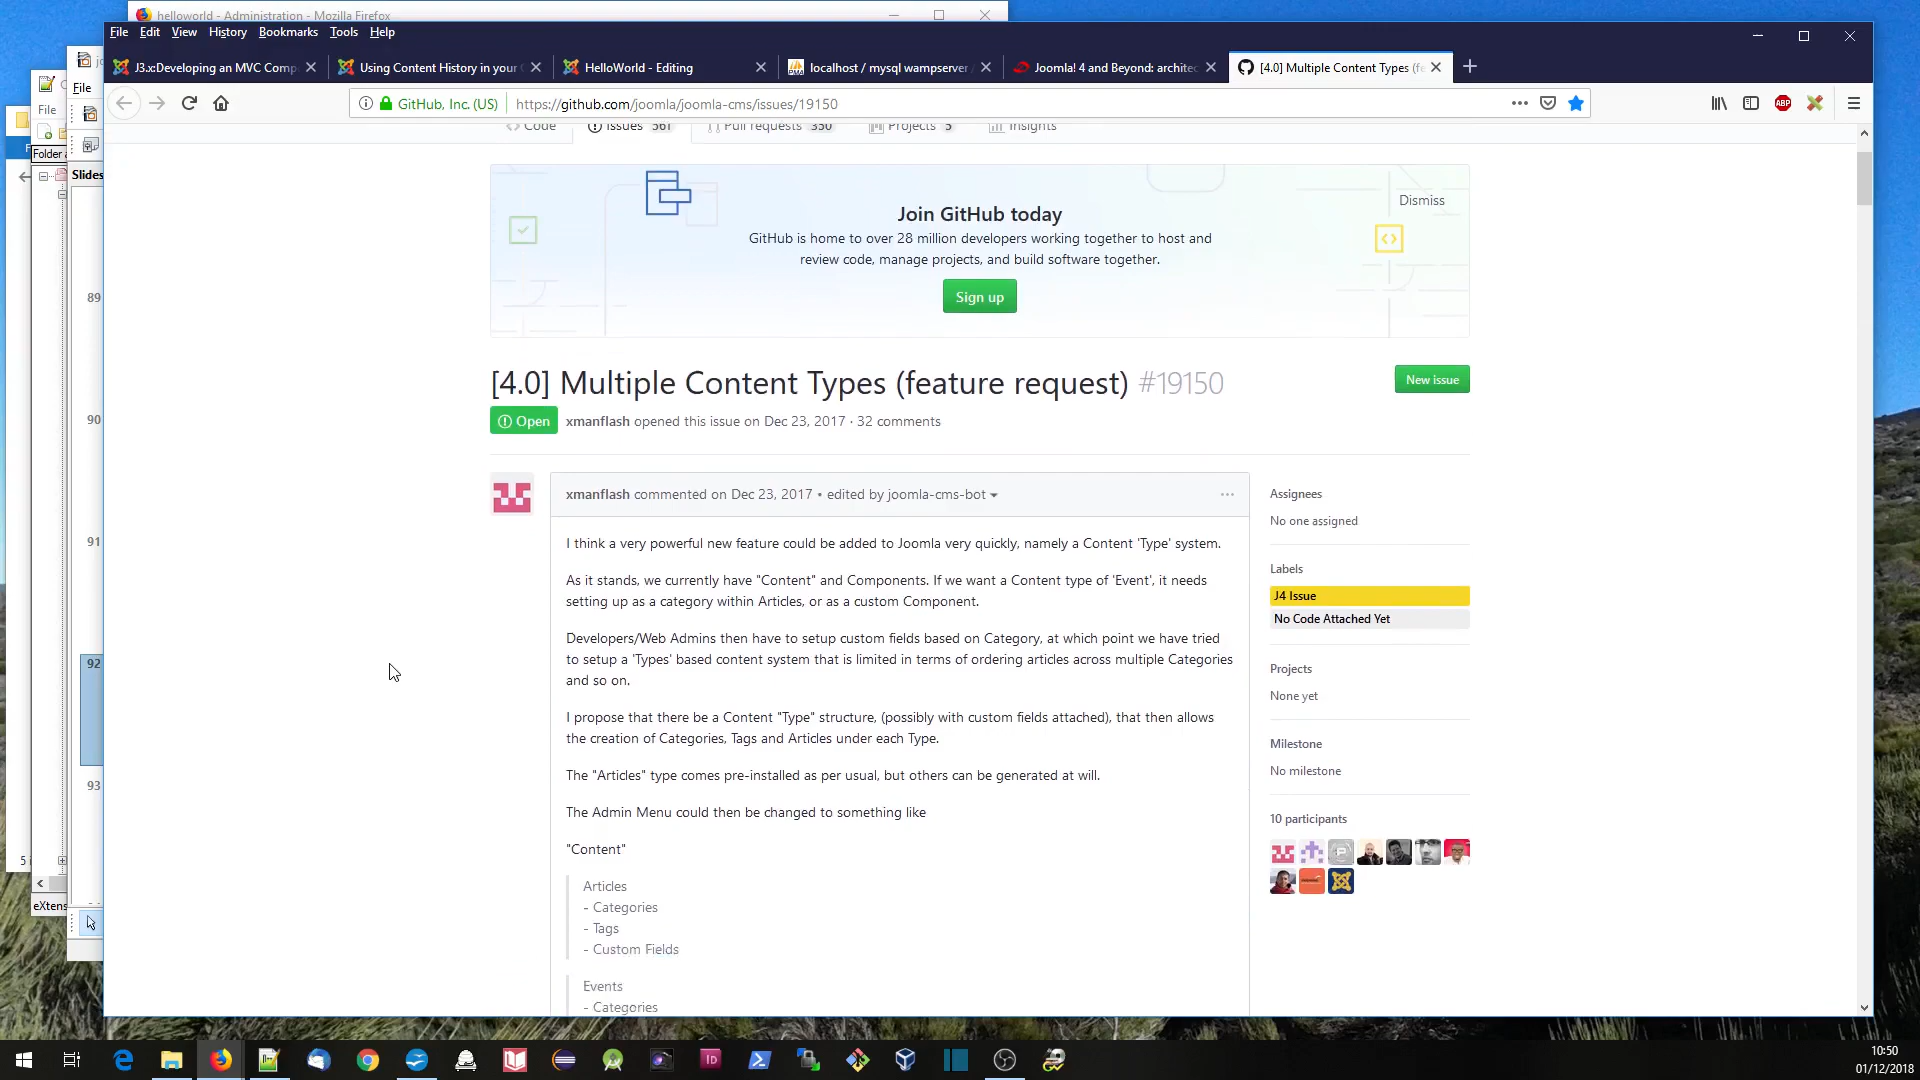 helloworld - Administration - Mozilla Firefox
File Edit View History Bookmarks Tools Help
J3.x:Developing an MVC Comp
Using Content History in your
HelloWorld - Editing
localhost / mysql wampserver
Joomla! 4 and Beyond: architec
[4.0] Multiple Content Types (fe
GitHub, Inc. (US) https://github.com/joomla/joomla-cms/issues/19150
ABP
File
File
Folder
Slides
Code Issues 561 Pull requests 350 Projects 5 Insights
Join GitHub today
Dismiss
GitHub is home to over 28 million developers working together to host and
review code, manage projects, and build software together.
Sign up
89
90
91
92
93
[4.0] Multiple Content Types (feature request) #19150
New issue
Open xmanflash opened this issue on Dec 23, 2017 · 32 comments
xmanflash commented on Dec 23, 2017 • edited by joomla-cms-bot
I think a very powerful new feature could be added to Joomla very quickly, namely a Content 'Type' system.
As it stands, we currently have "Content" and Components. If we want a Content type of 'Event', it needs
setting up as a category within Articles, or as a custom Component.
Developers/Web Admins then have to setup custom fields based on Category, at which point we have tried
to setup a 'Types' based content system that is limited in terms of ordering articles across multiple Categories
and so on.
I propose that there be a Content "Type" structure, (possibly with custom fields attached), that then allows
the creation of Categories, Tags and Articles under each Type.
The "Articles" type comes pre-installed as per usual, but others can be generated at will.
The Admin Menu could then be changed to something like
"Content"
Articles
- Categories
- Tags
- Custom Fields
Events
- Categories
Assignees
No one assigned
Labels
J4 Issue
No Code Attached Yet
Projects
None yet
Milestone
No milestone
10 participants
5 i
eXtens
10:50
01/12/2018